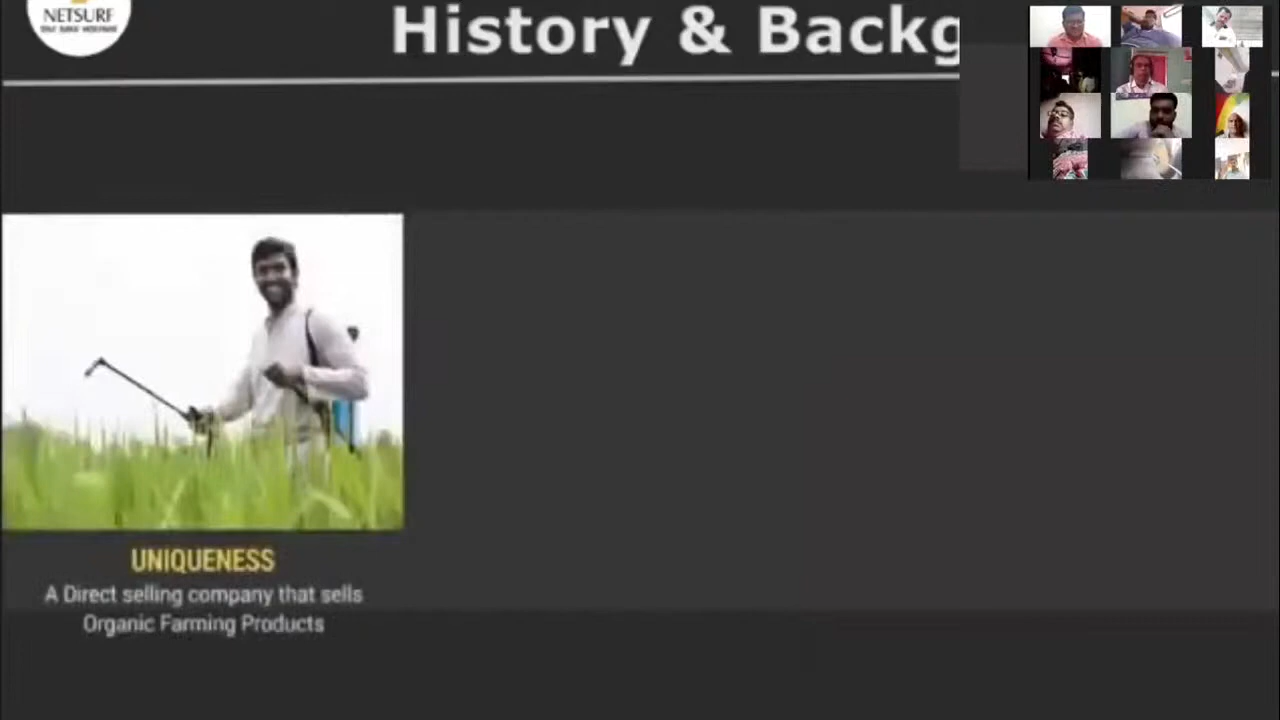 NETSURF
History & Backg
UNIQUENESS
A Direct selling company that sells
Organic Farming Products